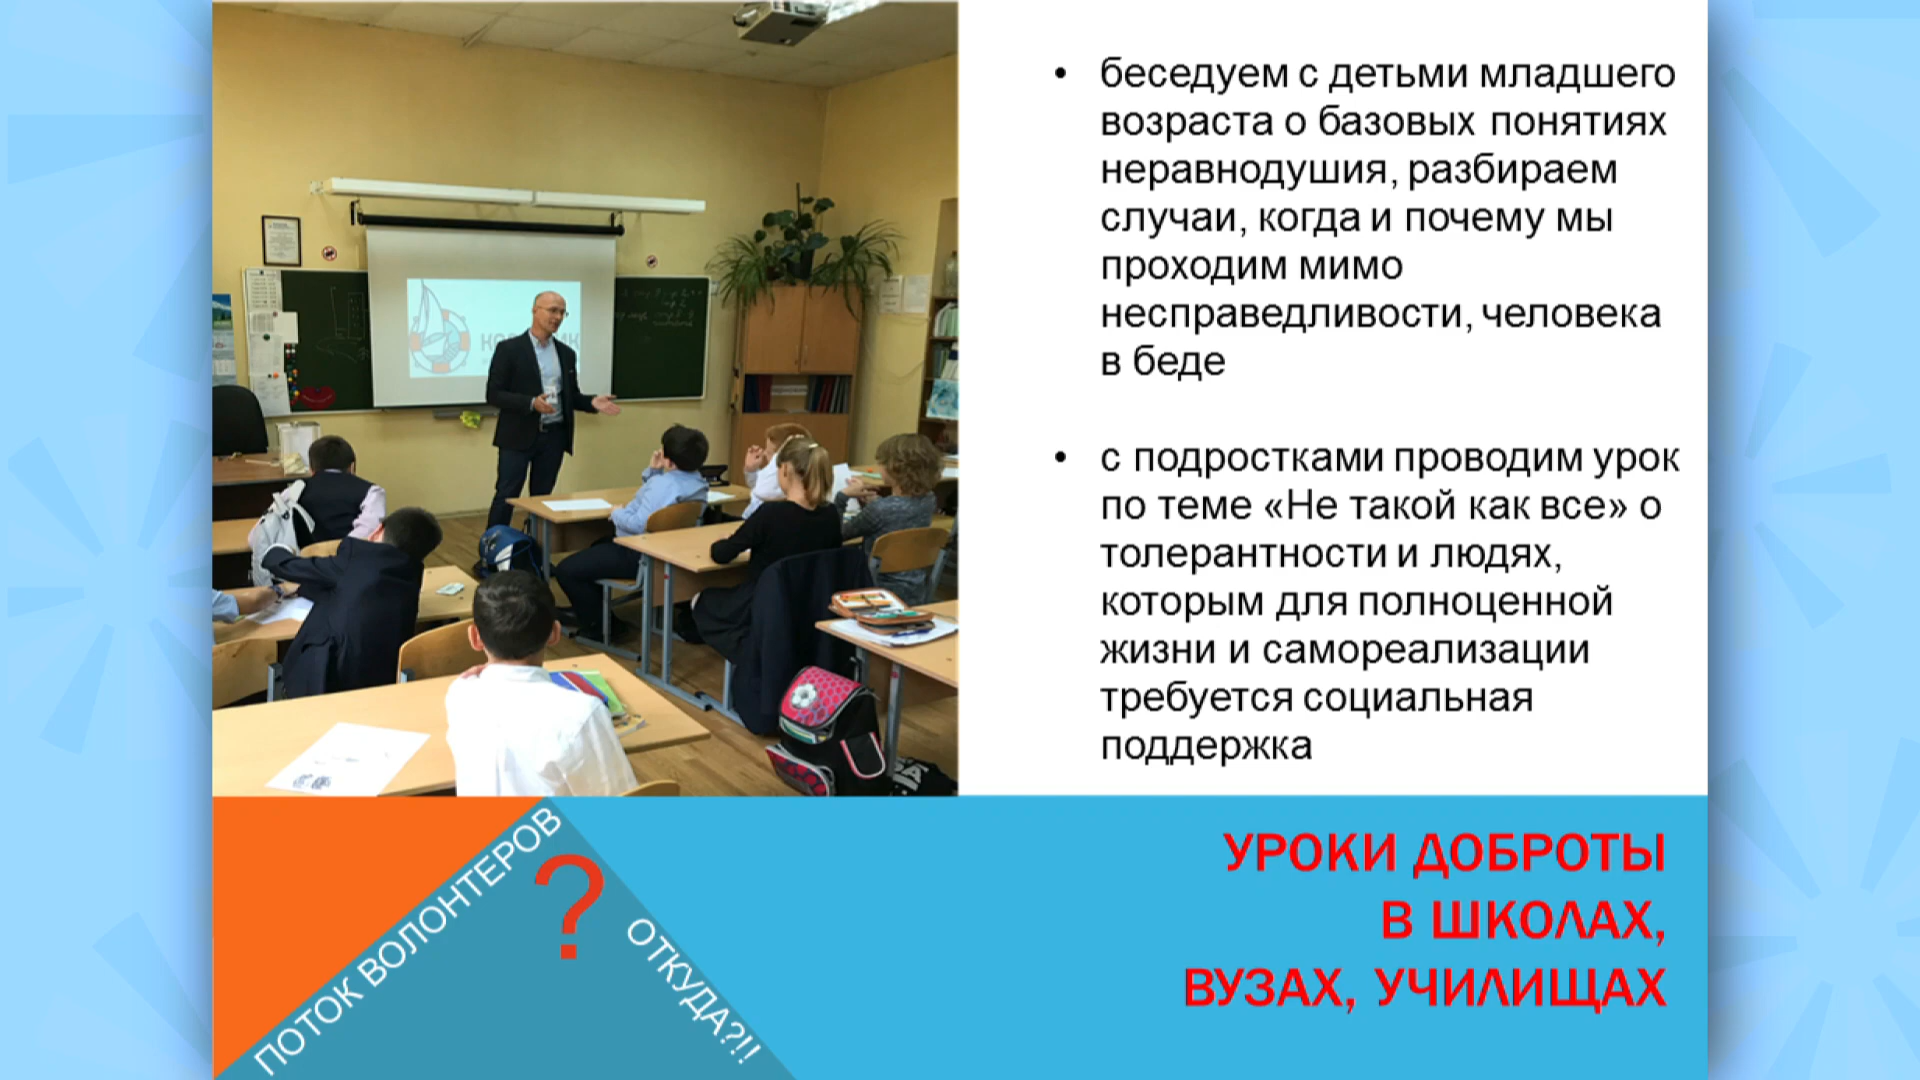 • беседуем с детьми младшего
возраста о базовых понятиях
неравнодушия, разбираем
случаи, когда и почему мы
проходим мимо
несправедливости, человека
в беде
• с подростками проводим урок
по теме «Не такой как все» о
толерантности и людях,
которым для полноценной
жизни и самореализации
требуется социальная
поддержка
ПОТОК ВОЛОНТЕРОВ
?
ОТКУДА?!!
УРОКИ ДОБРОТЫ
В ШКОЛАХ,
ВУЗАХ, УЧИЛИЩАХ